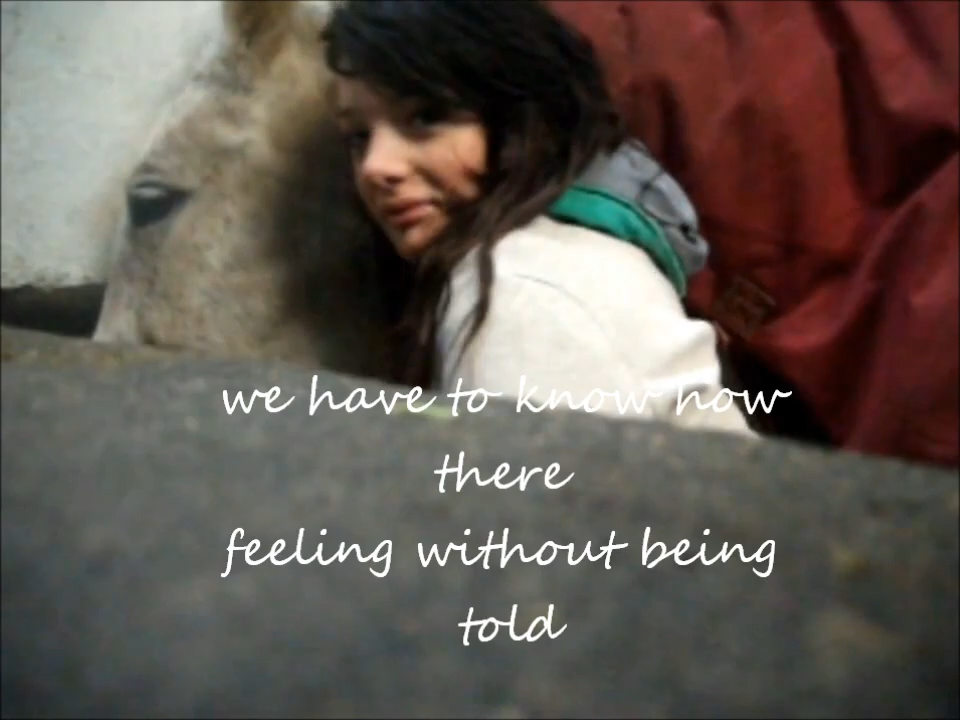 we have to know how
there
feeling without being
told